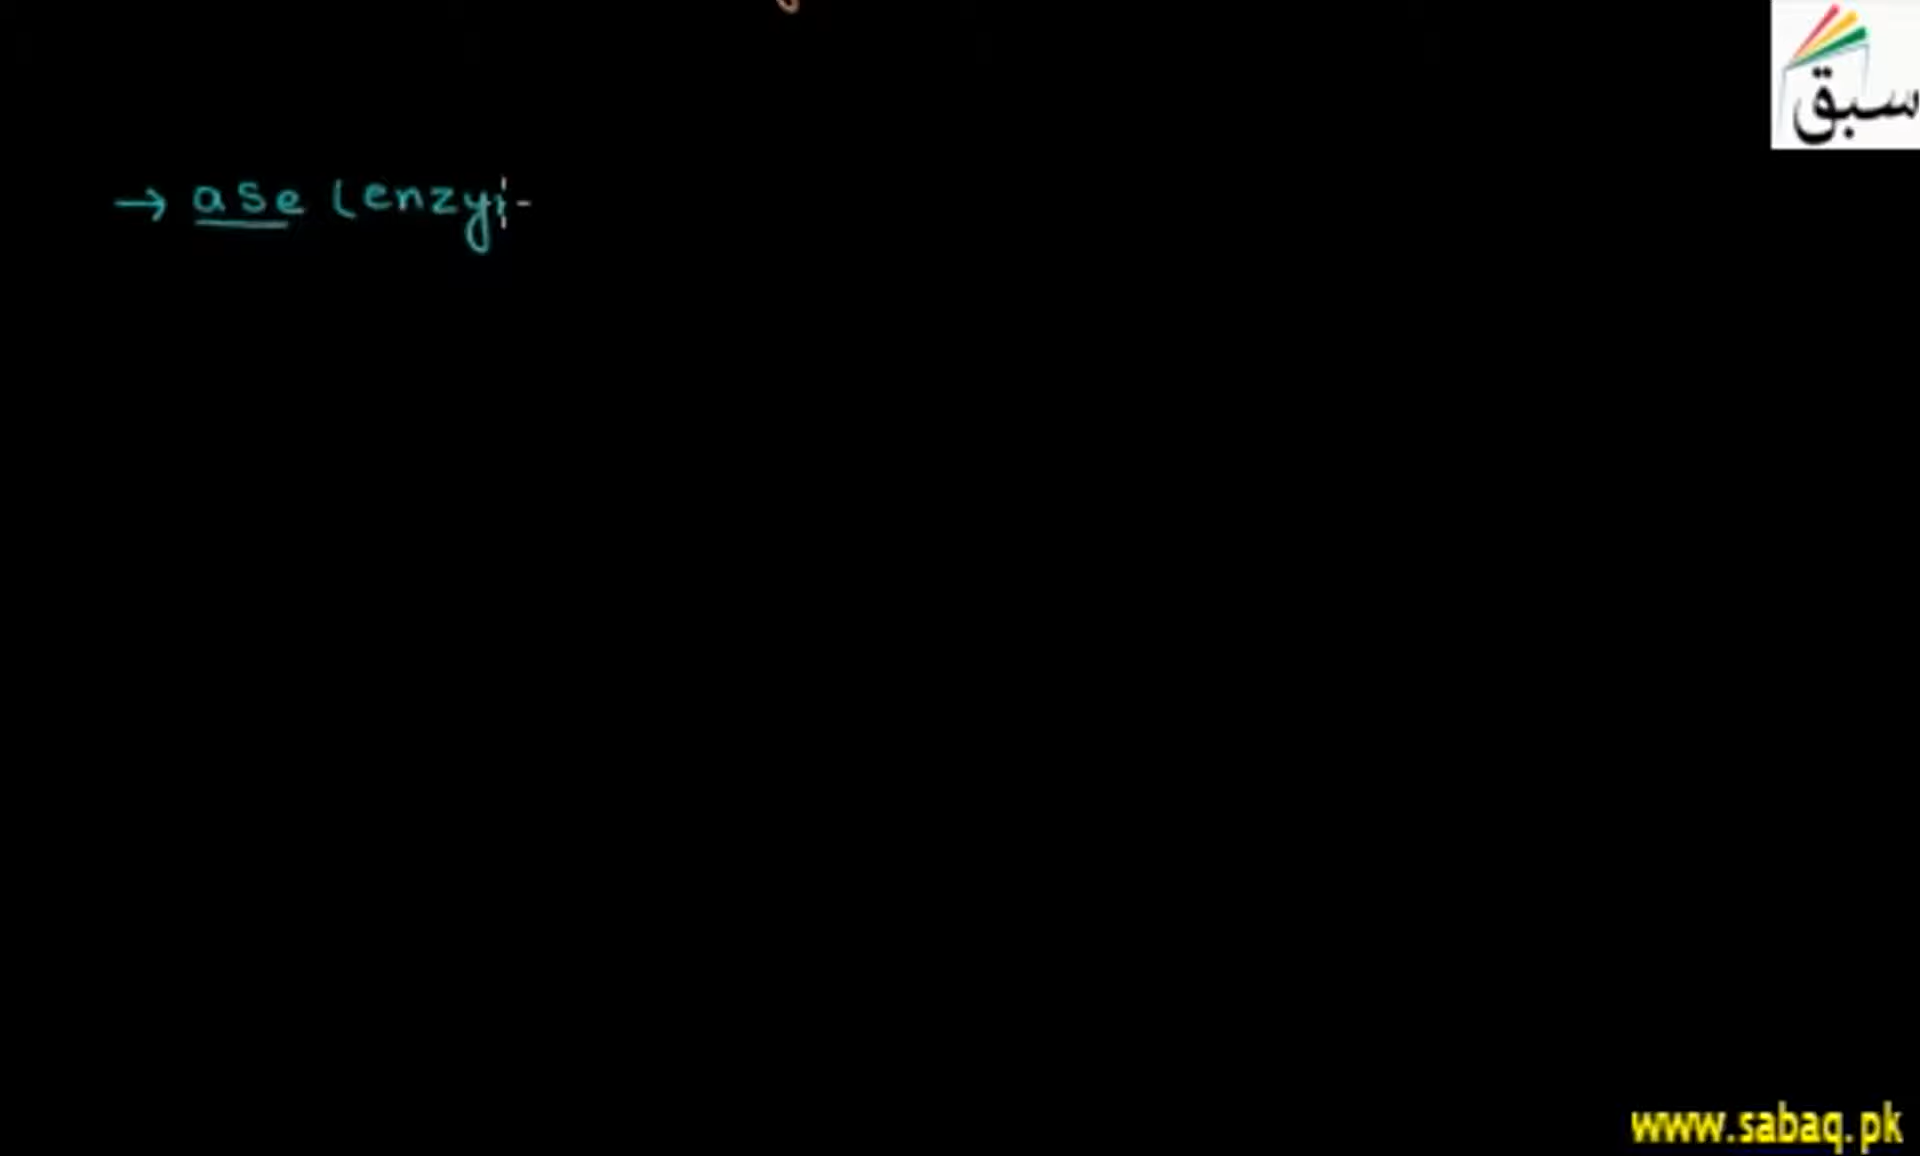 سبق
→ ase (enzy
www.sabaq.pk